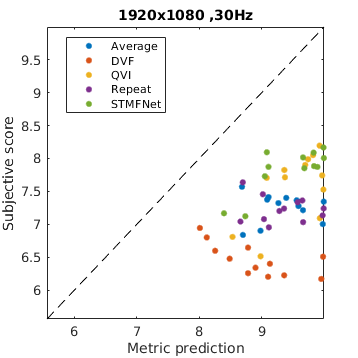 1920x1080 ,30Hz
Average
DVF
QVI
Repeat
STMFNet
Subjective score
9.5
9
8.5
8
7.5
7
6.5
6
6
7
8
9
Metric prediction